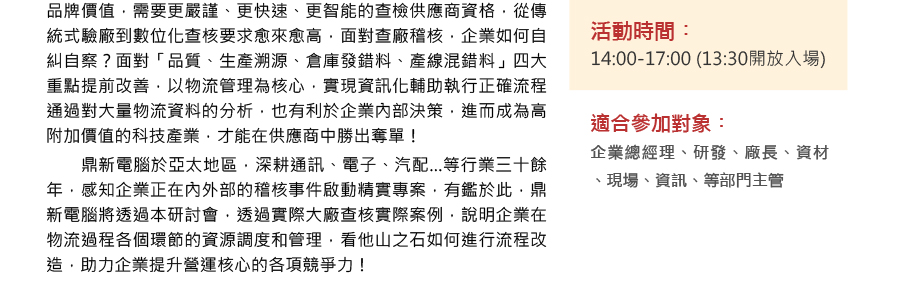 品牌價值，需要更嚴謹、更快速、更智能的查檢供應商資格，從傳
統式驗廠到數位化查核要求愈來愈高，面對查廠稽核，企業如何自
糾自察？面對「品質、生產溯源、倉庫發錯料、產線混錯料」四大
重點提前改善，以物流管理為核心，實現資訊化輔助執行正確流程
通過對大量物流資料的分析，也有利於企業內部決策，進而成為高
附加價值的科技產業，才能在供應商中勝出奪單！
鼎新電腦於亞太地區，深耕通訊、電子、汽配...等行業三十餘
年，感知企業正在內外部的稽核事件啟動精實專案，有鑑於此，鼎
新電腦將透過本研討會，透過實際大廠查核實際案例，說明企業在
物流過程各個環節的資源調度和管理，看他山之石如何進行流程改
造，助力企業提升營運核心的各項競爭力！
活動時間：
14:00-17:00 (13:30開放入場)
適合參加對象：
企業總經理、研發、廠長、資材
、現場、資訊、等部門主管